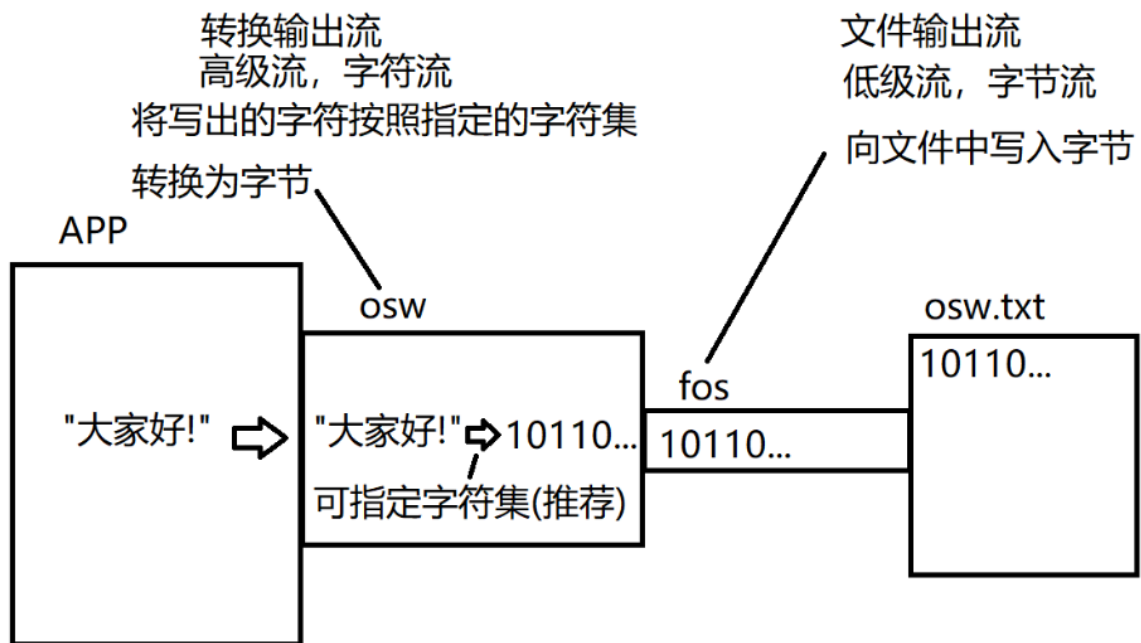 转换输出流
高级流，字符流
将写出的字符按照指定的字符集
转换为字节
文件输出流
低级流，字节流
向文件中写入字节
APP
osw
fos
osw.txt
"大家好!"
"大家好!"
10110...
10110...
10110...
可指定字符集(推荐)